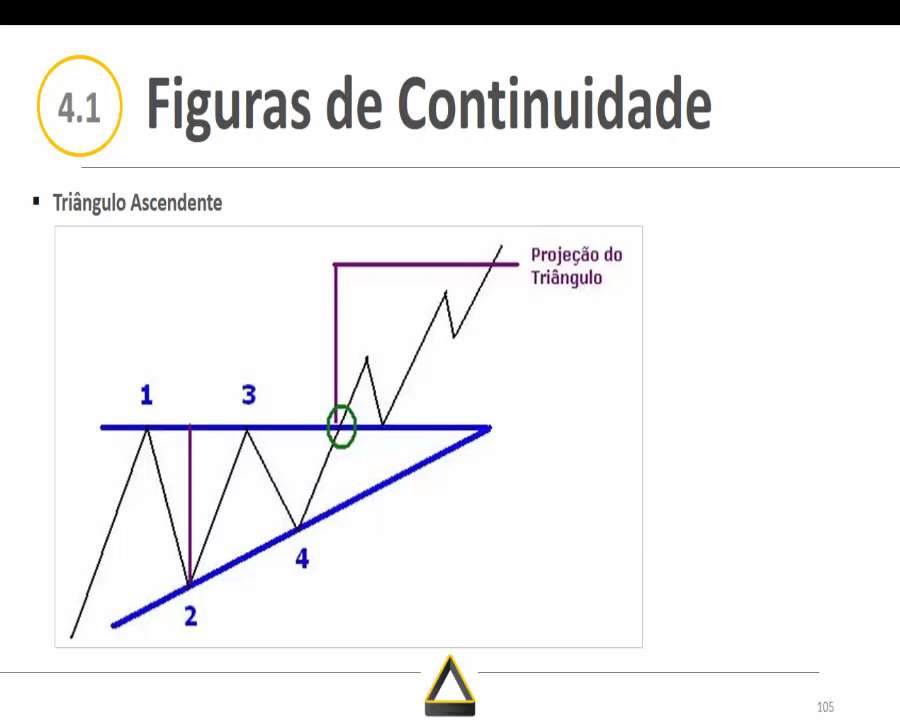 4.1
Figuras de Continuidade
Triângulo Ascendente
Projeção do
Triângulo
1
3
4
2
105